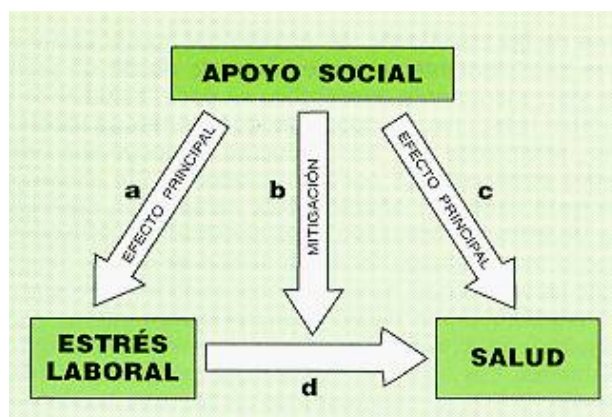 APOYO SOCIAL
a
EFECTO PRINCIPAL
b
MITIGACIÓN
EFECTO PRINCIPAL
c
ESTRÉS
LABORAL
d
SALUD